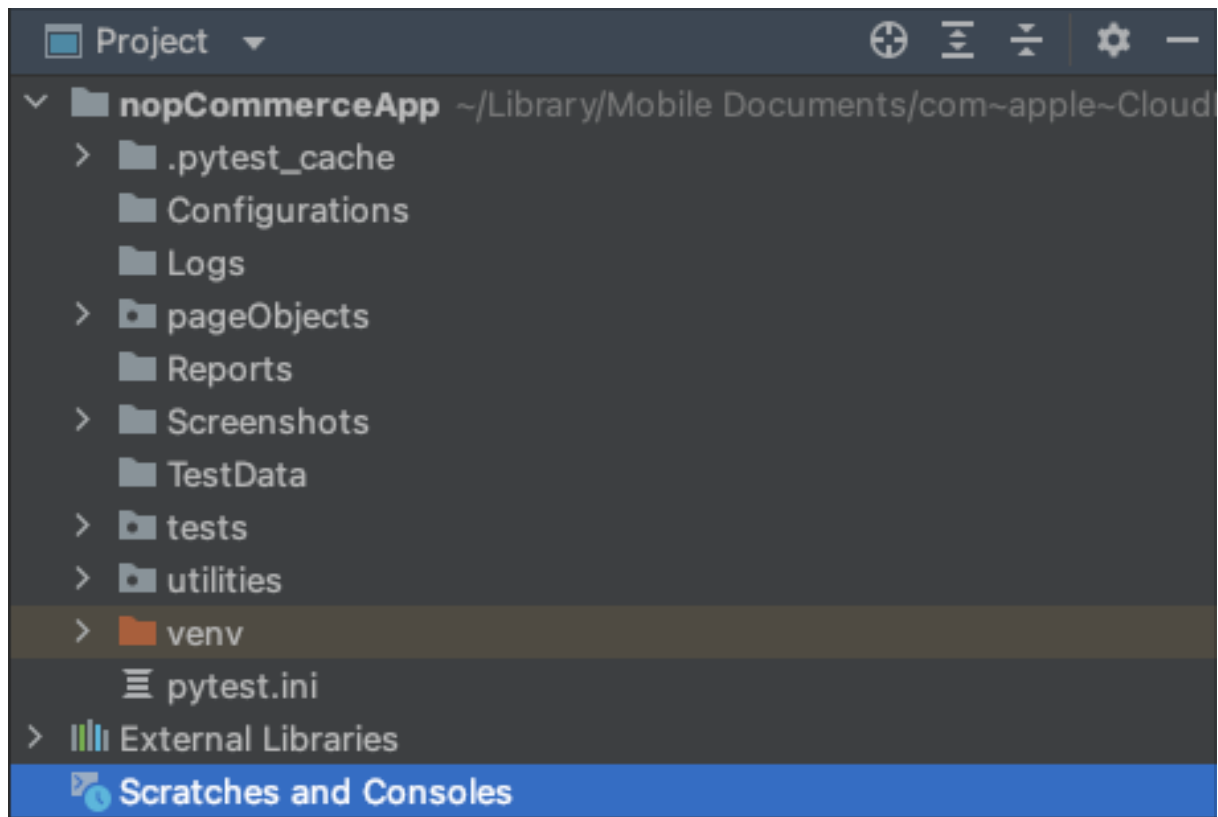 Project
nopCommerceApp ~/Library/Mobile Documents/com~apple~Cloud
.pytest_cache
Configurations
Logs
pageObjects
Reports
Screenshots
TestData
tests
utilities
venv
pytest.ini
External Libraries
Scratches and Consoles